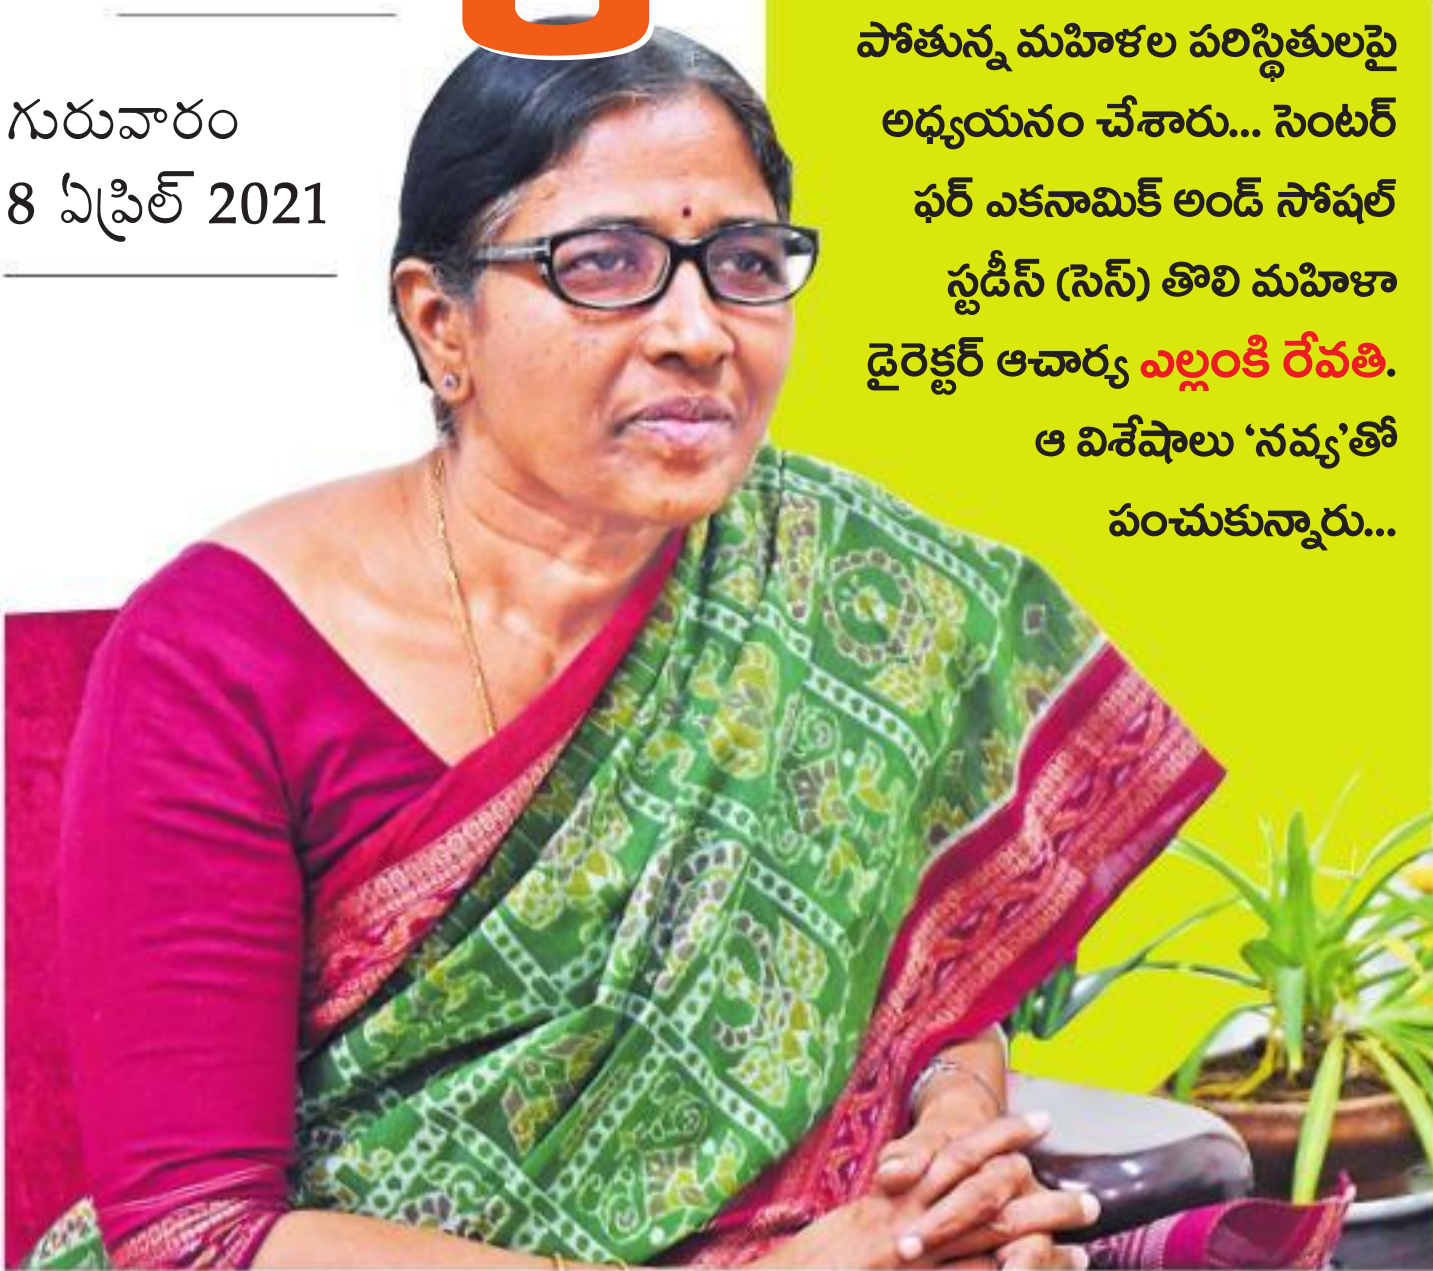 గురువారం
8 ఏప్రిల్ 2021
పోతున్న మహిళల పరిస్థితులపై
అధ్యయనం చేశారు... సెంటర్
ఫర్ ఎకనామిక్ అండ్ సోషల్
స్టడీస్ (సెస్) తొలి మహిళా
డైరెక్టర్ ఆచార్య ఎల్లంకి రేవతి.
ఆ విశేషాలు ‘నవ్య’తో
పంచుకున్నారు...